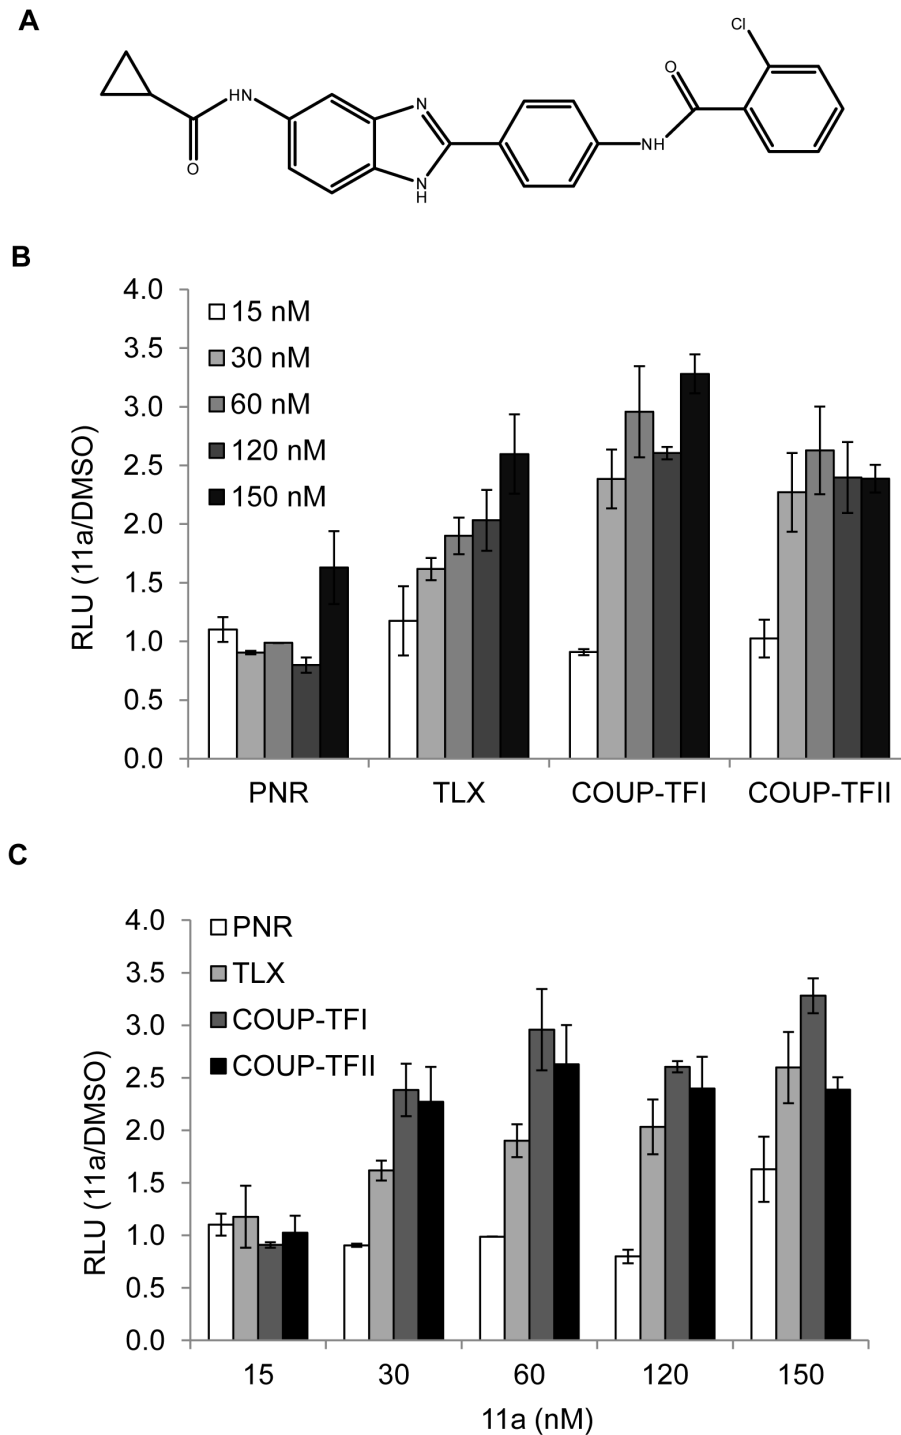 A
Cl
O
HN
N
NH
O
N
H
B
4.0
3.5
3.0
2.5
2.0
1.5
1.0
0.5
0.0
RLU (11a/DMSO)
15 nM
30 nM
60 nM
120 nM
150 nM
PNR TLX COUP-TFI COUP-TFII
C
4.0
3.5
3.0
2.5
2.0
1.5
1.0
0.5
0.0
RLU (11a/DMSO)
PNR
TLX
COUP-TFI
COUP-TFII
15 30 60 120 150
11a (nM)